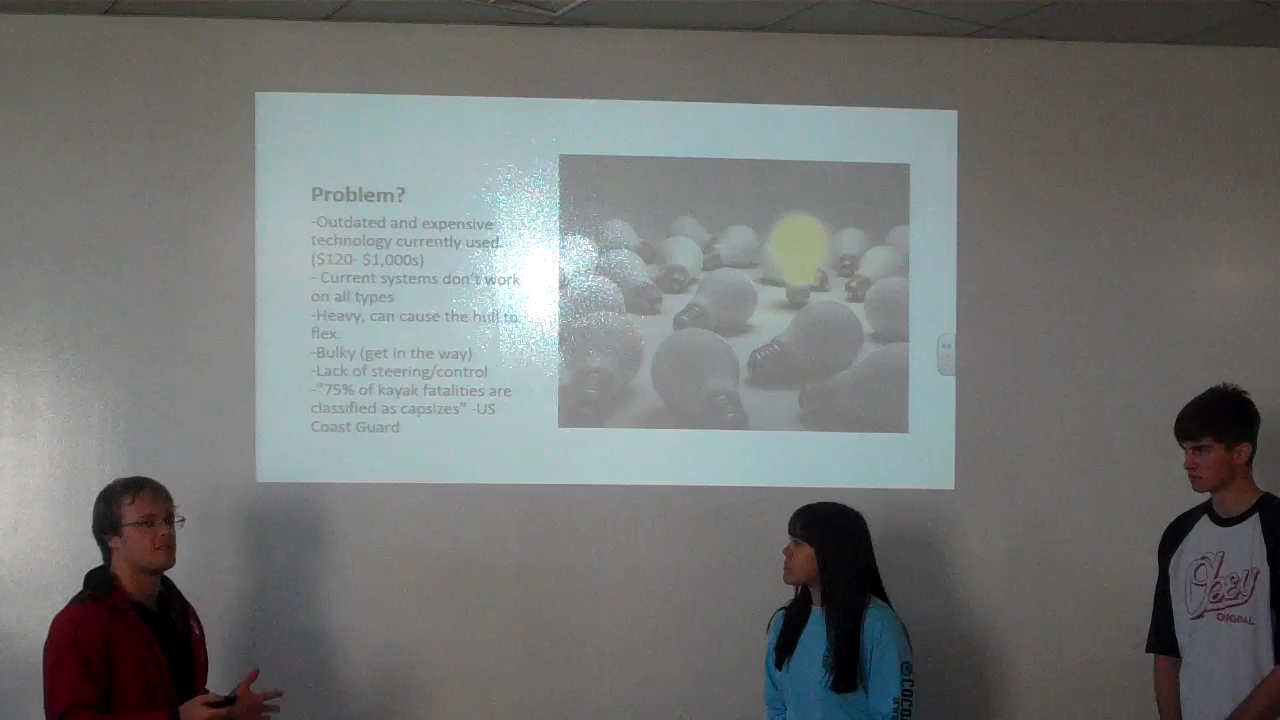 Problem?
-Outdated and expensive
technology currently used
($120- $1,000s)
- Current systems don't work
on all types
-Heavy, can cause the hull to
flex.
-Bulky (get in the way)
-Lack of steering/control
-"75% of kayak fatalities are
classified as capsizes" -US
Coast Guard
Obey
ORIGINAL
COCO